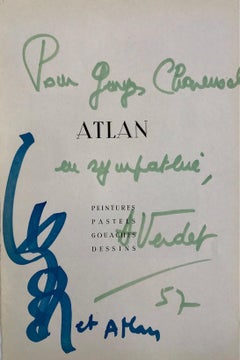 Pour Georges Charensol
ATLAN
en sympathie,
PEINTURES
PASTELS
GOUACHES
DESSINS
A Verdet
57
et Atlan